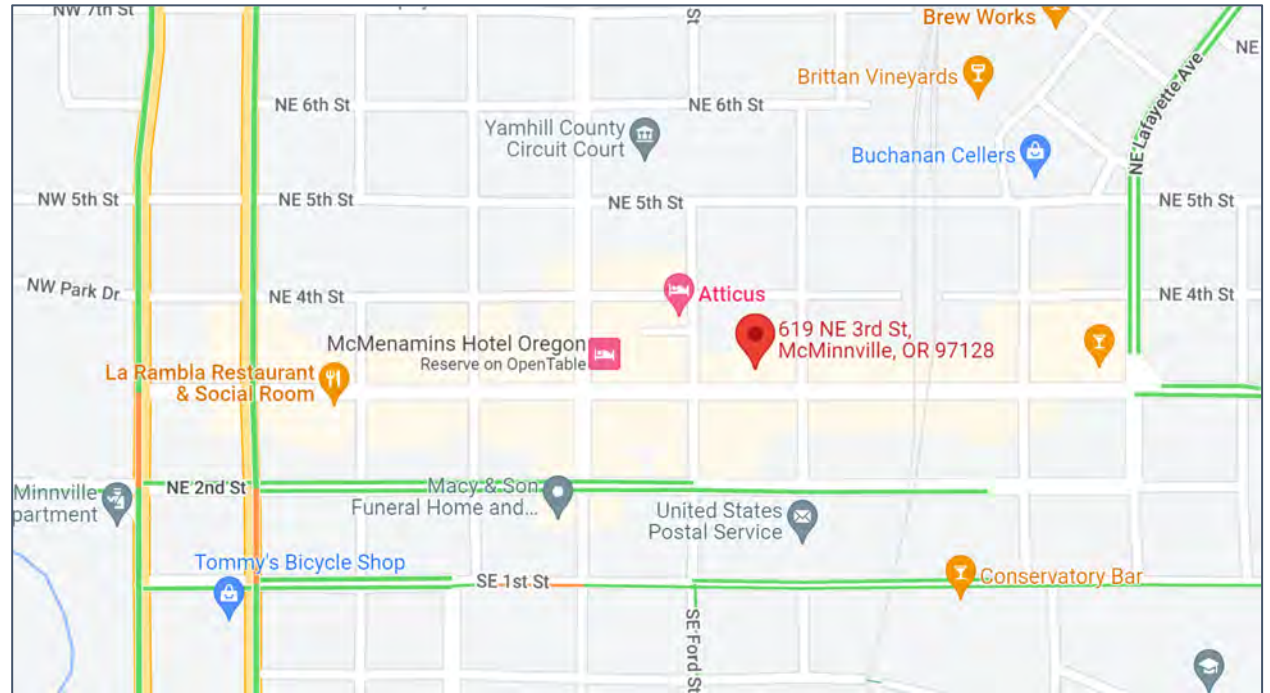 NW 7th St
St
Brew Works
NE
Brittan Vineyards
NE 6th St
NE 6th St
NE Lafayette Ave
Yamhill County
Circuit Court
Buchanan Cellers
NW 5th St
NE 5th St
NE 5th St
NE 5th St
NW Park Dr
NE 4th St
Atticus
NE 4th St
619 NE 3rd St,
McMinnville, OR 97128
McMenamins Hotel Oregon
Reserve on OpenTable
La Rambla Restaurant
& Social Room
Minnville
partment
NE 2nd St
Macy & Son
Funeral Home and...
United States
Postal Service
Tommy's Bicycle Shop
SE 1st St
Conservatory Bar
SE Ford St